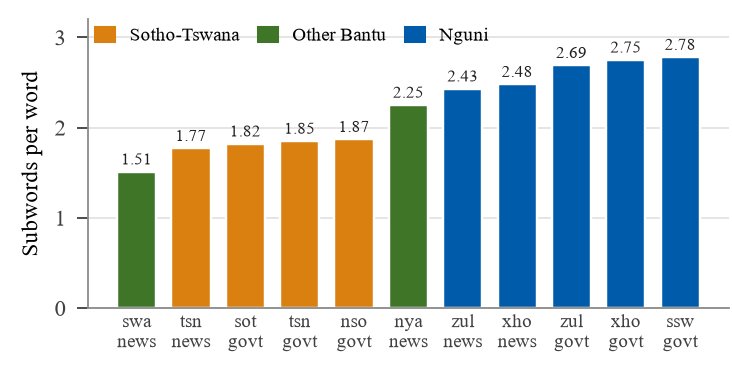 Sotho-Tswana Other Bantu Nguni
Subwords per word
3
2
1
0
1.51 1.77 1.82 1.85 1.87 2.25 2.43 2.48 2.69 2.75 2.78
swa tsn sot tsn nso nya zul xho zul xho ssw
news news govt govt govt news news news govt govt govt